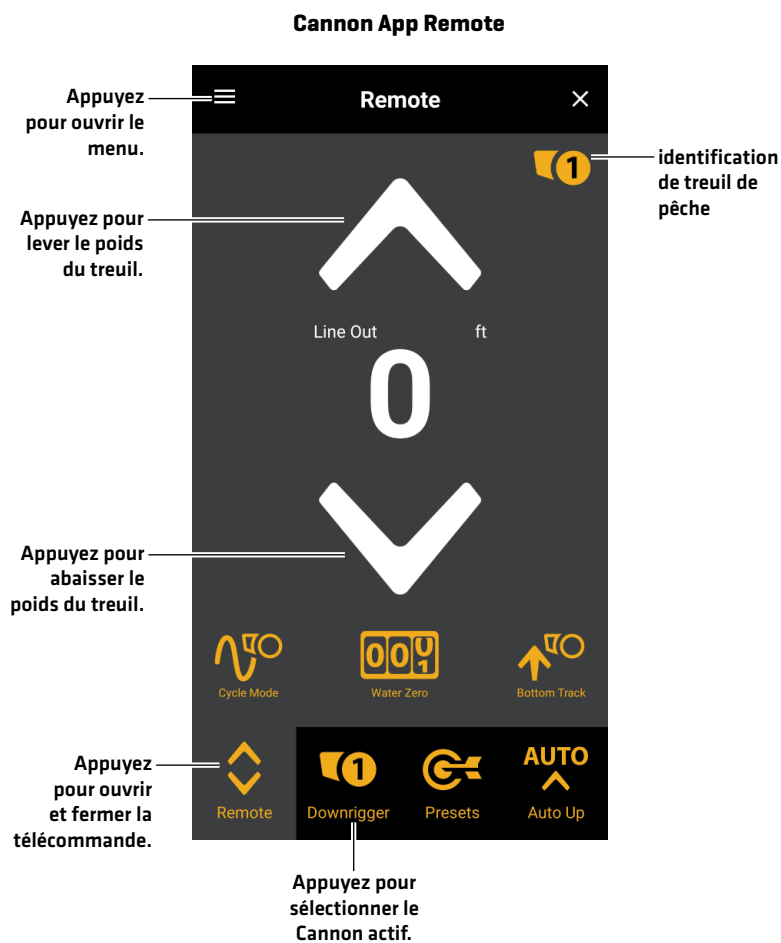 Cannon App Remote
Appuyez
pour ouvrir le
menu.
Remote
1
identification
de treuil de
pêche
Appuyez pour
lever le poids
du treuil.
Line Out ft
0
Appuyez pour
abaisser le
poids du treuil.
001
Cycle Mode
Water Zero
Bottom Track
Appuyez
pour ouvrir
et fermer la
télécommande.
1
AUTO
Remote
Downrigger
Presets
Auto Up
Appuyez pour
sélectionner le
Cannon actif.